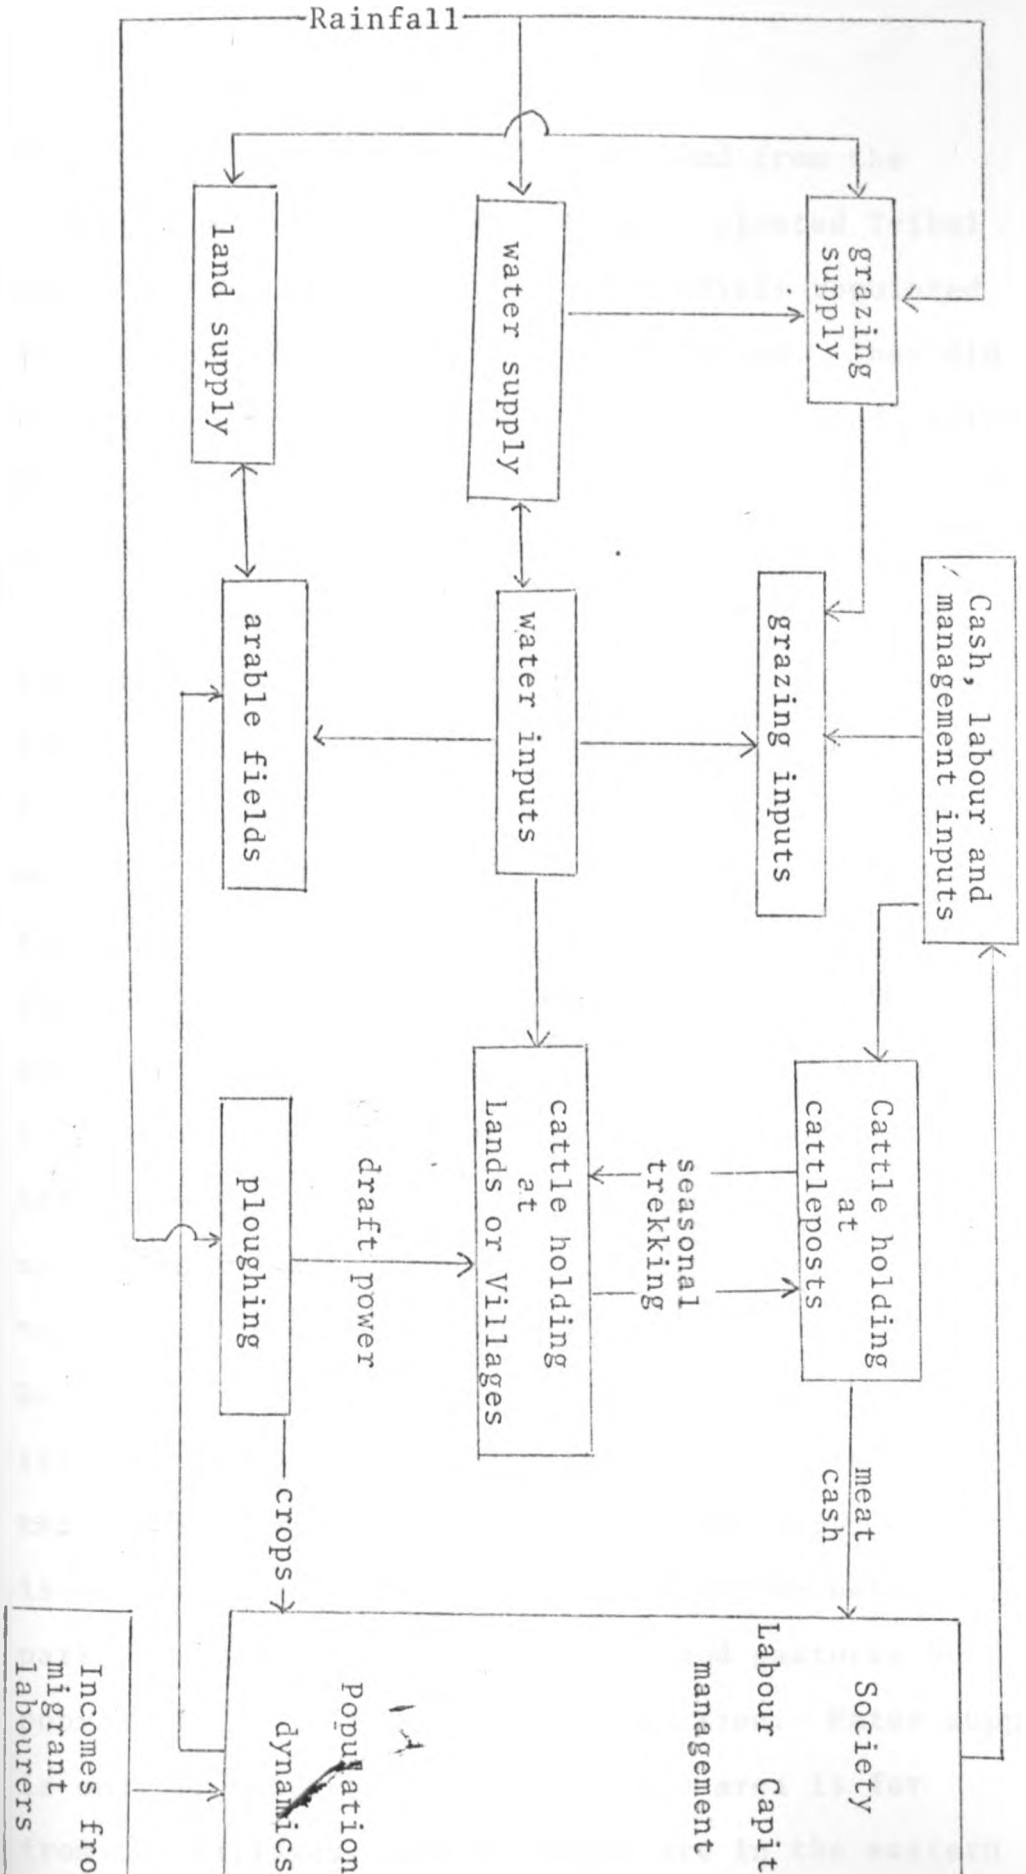 Rainfall
grazing
supply
water supply
land supply
Cash, labour and
management inputs
grazing inputs
water inputs
arable fields
Cattle holding
at
cattleposts
seasonal
trekking
cattle holding
at
Lands or Villages
draft power
ploughing
meat
cash
crops
Society
Labour Capit
management
Population
dynamics
Incomes fro
migrant
labourers